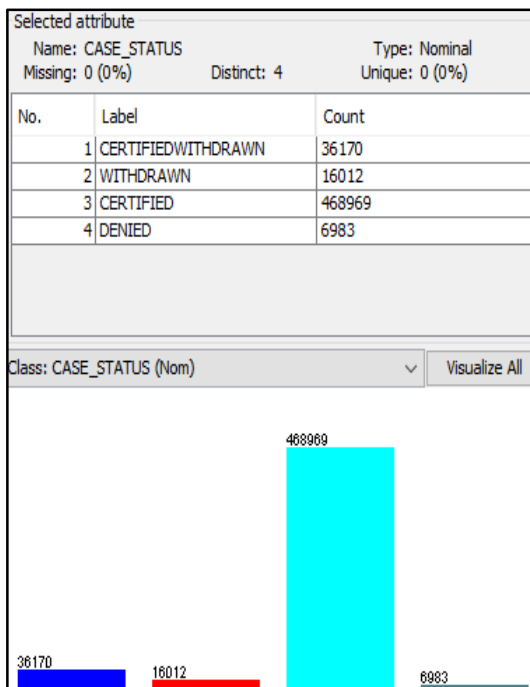 Selected attribute
Name: CASE_STATUS Type: Nominal
Missing: 0 (0%) Distinct: 4 Unique: 0 (0%)
No. Label Count
1 CERTIFIEDWITHDRAWN 36170
2 WITHDRAWN 16012
3 CERTIFIED 468969
4 DENIED 6983
Class: CASE_STATUS (Nom) Visualize All
468969
36170
16012
6983